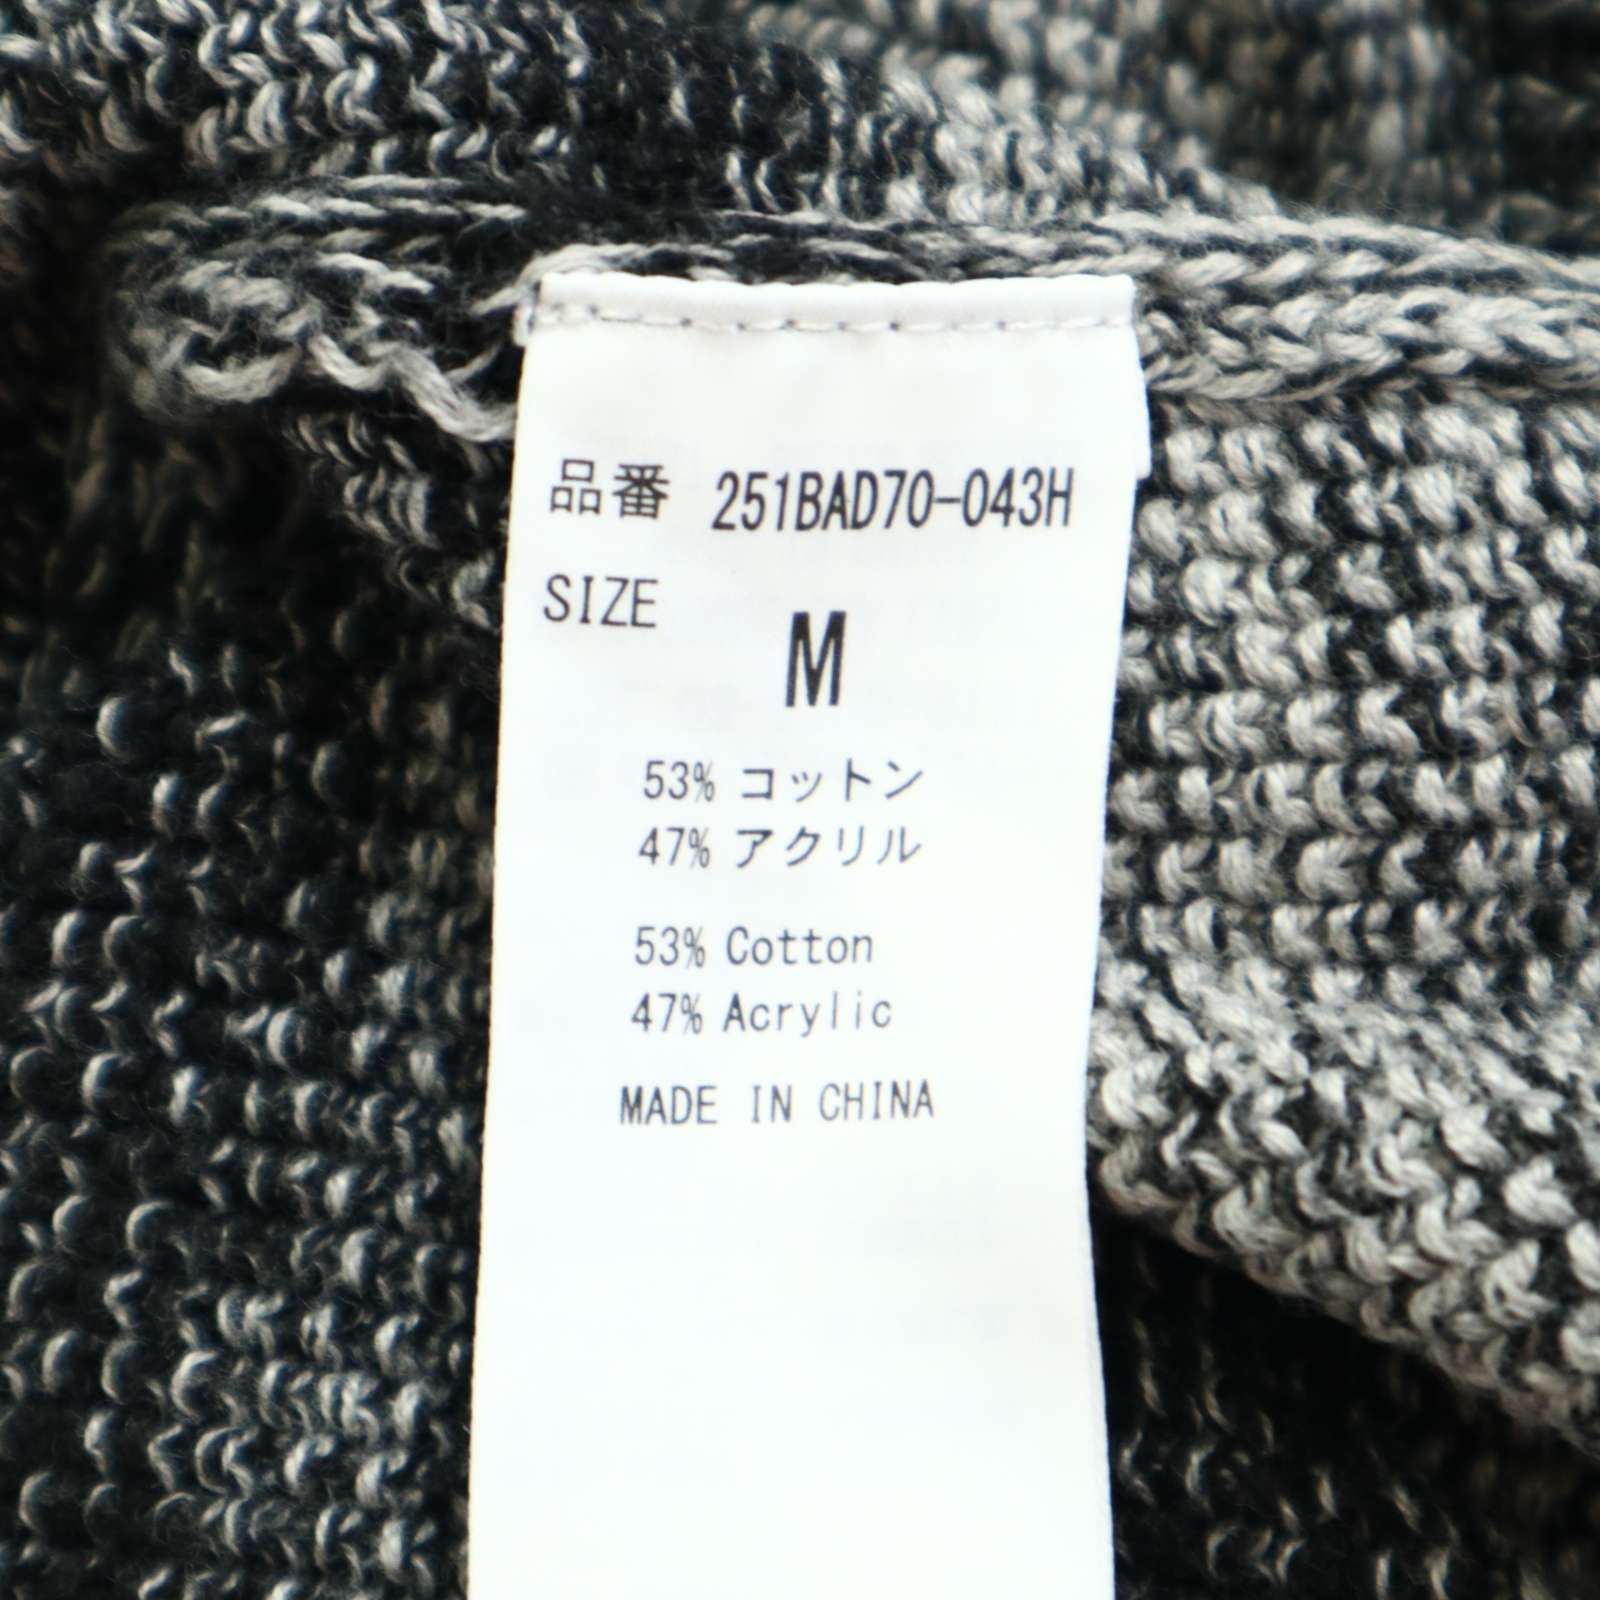 品番 251BAD70-043H
SIZE
M
53% コットン
47% アクリル
53% Cotton
47% Acrylic
MADE IN CHINA